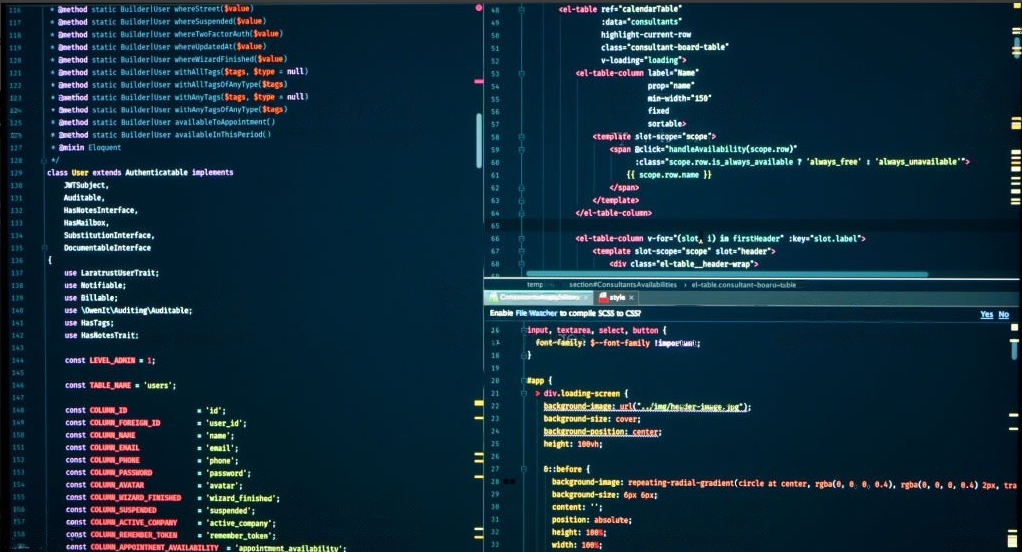 116 * @method static Builder|User whereStreet($value)
117 * @method static Builder|User whereSuspended($value)
118 * @method static Builder|User whereTwoFactorAuth($value)
119 * @method static Builder|User whereUpdatedAt($value)
120 * @method static Builder|User whereWizardFinished($value)
121 * @method static Builder|User withAllTags($tags, $type = null)
122 * @method static Builder|User withAllTagsOfAnyType($tags)
123 * @method static Builder|User withAnyTags($tags, $type = null)
124 * @method static Builder|User withAnyTagsOfAnyType($tags)
125 * @method static Builder|User availableToAppointment()
* @method static Builder|User availableInThisPeriod()
127 * @mixin Eloquent
128 */
129 class User extends Authenticatable implements
130 JWTSubject,
131 Auditable,
132 HasNotesInterface,
133 HasMailbox,
134 SubstitutionInterface,
135 DocumentableInterface
136 {
137 use LaratrustUserTrait;
138 use Notifiable;
139 use Billable;
140 use \OwenIt\Auditing\Auditable;
141 use HasTags;
142 use HasNotesTrait;
143
144 const LEVEL_ADMIN = 1;
145
146 const TABLE_NAME = 'users';
148 const COLUMN_ID = 'id';
149 const COLUMN_FOREIGN_ID = 'user_id';
150 const COLUMN_NAME = 'name';
151 const COLUMN_EMAIL = 'email';
152 const COLUMN_PHONE = 'phone';
153 const COLUMN_PASSWORD = 'password';
154 const COLUMN_AVATAR = 'avatar';
155 const COLUMN_WIZARD_FINISHED = 'wizard_finished';
156 const COLUMN_SUSPENDED = 'suspended';
157 const COLUMN_ACTIVE_COMPANY = 'active_company';
158 const COLUMN_REMEMBER_TOKEN = 'remember_token';
const COLUMN_APPOINTMENT_AVAILABILITY = 'appointment_availability';
48 <el-table ref="calendarTable"
49 :data="consultants"
50 highlight-current-row
51 class="consultant-board-table"
52 v-loading="loading">
53 <el-table-column label="Name"
54 prop="name"
55 min-width="150"
56 fixed
57 sortable>
58 <template slot-scope="scope">
59 <span @click="handleAvailability(scope.row)"
60 :class="scope.row.is_always_available ? 'always_free' : 'always_unavailable'">
61 {{ scope.row.name }}
62 </span>
63 </template>
64 </el-table-column>
65
66 <el-table-column v-for="(slot, i) in firstHeader" :key="slot.label">
67 <template slot-scope="scope" slot="header">
68 <div class="el-table__header-wrap">
section#ConsultantsAvailabilities › el-table.consultant-board-table
style ×
Enable File Watcher to compile SCSS to CSS? Yes No
input, textarea, select, button {
font-family: $--font-family
18 }
19
20 #app {
21 > div.loading-screen {
22 background-image: url("../img/header-image.jpg");
23 background-size: cover;
24 background-position: center;
25 height: 100vh;
26
27 &::before {
28 background-image: repeating-radial-gradient(circle at center, rgba(0, 0, 0, 0.4), rgba(0, 0, 0, 0.4) 2px, tra
29 background-size: 6px 6px;
30 content: '';
31 position: absolute;
32 height: 100%;
33 width: 100%;